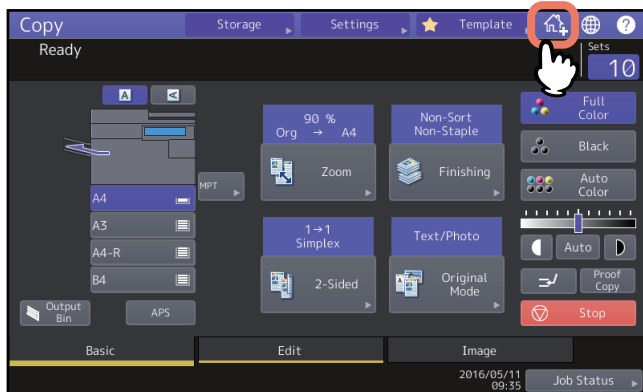 Copy
Storage
Settings
Template
?
Ready
Sets
10
A
A
90 %
Org → A4
Zoom
Non-Sort
Non-Staple
Finishing
Full
Color
Black
Auto
Color
MPT
A4
A3
A4-R
B4
1→1
Simplex
2-Sided
Text/Photo
Original
Mode
Auto
Proof
Copy
Output
Bin
APS
Stop
Basic
Edit
Image
2016/05/11
09:35
Job Status